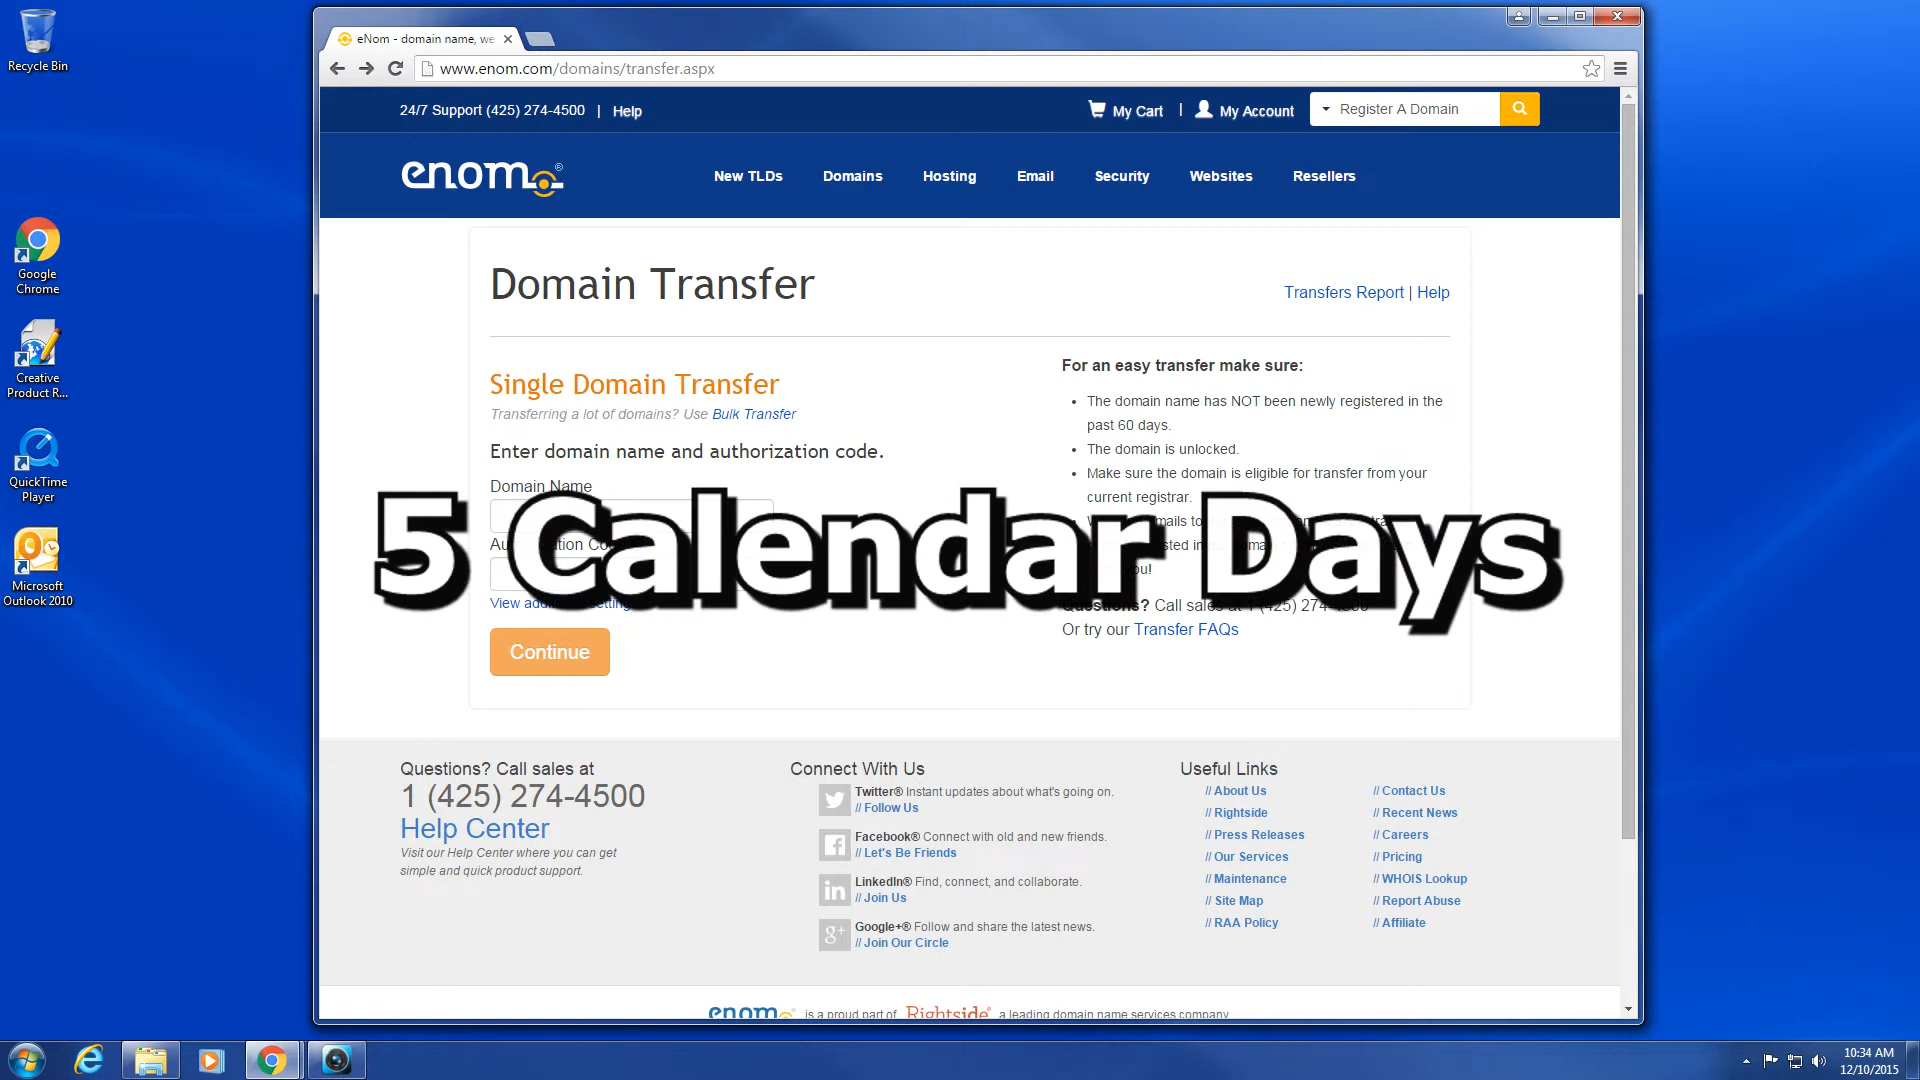 Recycle Bin
Google
Chrome
Creative
Product R...
QuickTime
Player
Microsoft
Outlook 2010
eNom - domain name, we
www.enom.com/domains/transfer.aspx
24/7 Support (425) 274-4500 | Help
My Cart | My Account
Register A Domain
enom®
New TLDs
Domains
Hosting
Email
Security
Websites
Resellers
Domain Transfer
Transfers Report | Help
Single Domain Transfer
Transferring a lot of domains? Use Bulk Transfer
Enter domain name and authorization code.
Domain Name
View
Continue
For an easy transfer make sure:
• The domain name has NOT been newly registered in the
past 60 days.
• The domain is unlocked.
• Make sure the domain is eligible for transfer from your
current registrar.
Questions? Call sales at 1 (425) 274-4500
Or try our Transfer FAQs
5 Calendar Days
Questions? Call sales at
1 (425) 274-4500
Help Center
Visit our Help Center where you can get
simple and quick product support.
Connect With Us
Twitter® Instant updates about what's going on.
// Follow Us
Facebook® Connect with old and new friends.
// Let's Be Friends
LinkedIn® Find, connect, and collaborate.
// Join Us
Google+® Follow and share the latest news.
// Join Our Circle
Useful Links
// About Us
// Rightside
// Press Releases
// Our Services
// Maintenance
// Site Map
// RAA Policy
// Contact Us
// Recent News
// Careers
// Pricing
// WHOIS Lookup
// Report Abuse
// Affiliate
enom® is a proud part of Rightside® a leading domain name services company
10:34 AM
12/10/2015